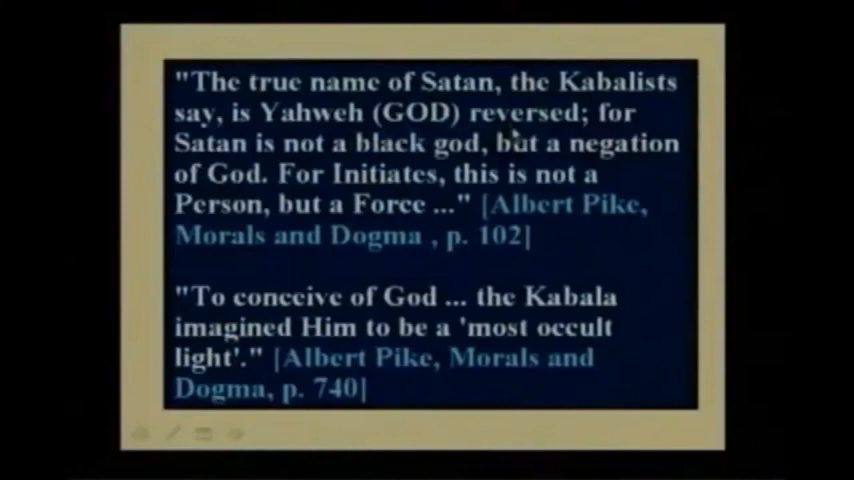 "The true name of Satan, the Kabalists
say, is Yahweh (GOD) reversed; for
Satan is not a black god, but a negation
of God. For Initiates, this is not a
Person, but a Force ..." [Albert Pike,
Morals and Dogma , p. 102]
"To conceive of God ... the Kabala
imagined Him to be a 'most occult
light'." [Albert Pike, Morals and
Dogma, p. 740]